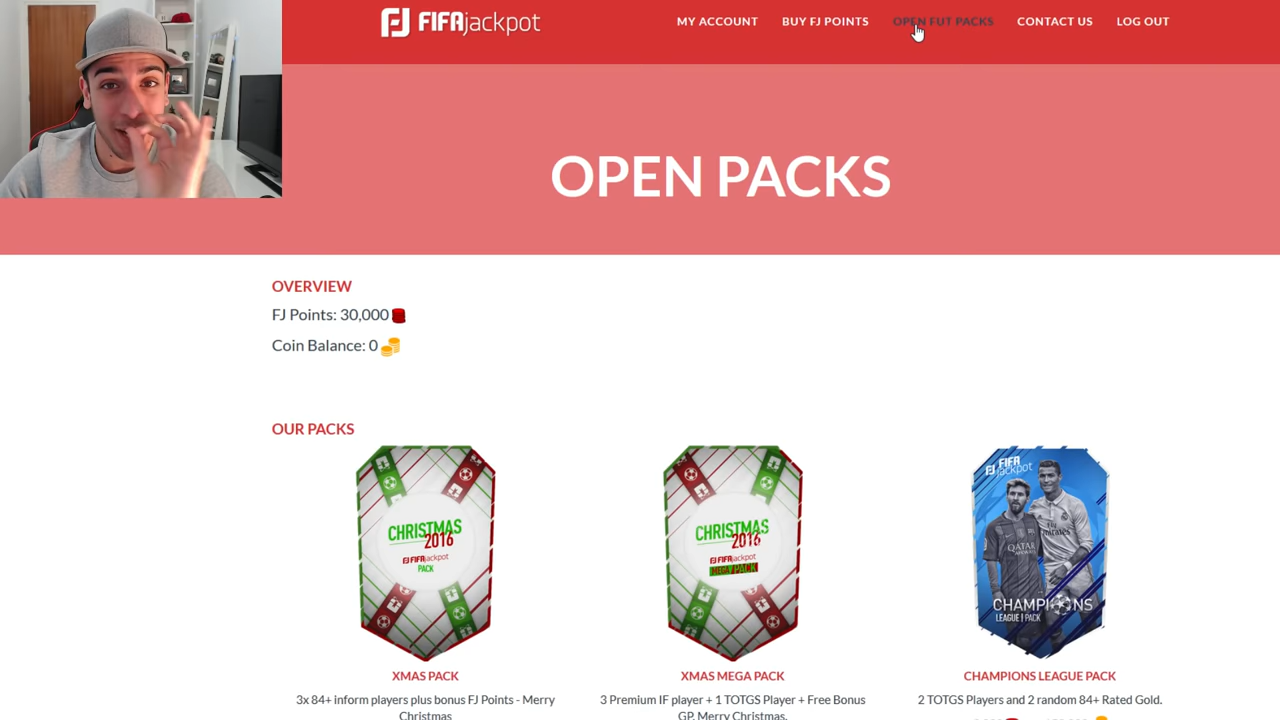 FIFAjackpot
MY ACCOUNT BUY FJ POINTS OPEN FUT PACKS CONTACT US LOG OUT
OPEN PACKS
OVERVIEW
FJ Points: 30,000
Coin Balance: 0
OUR PACKS
CHRISTMAS
2016
FIFAjackpot
PACK
CHRISTMAS
2016
FIFAjackpot
MEGA PACK
FIFA
jackpot
QATAR
AIRWAYS
Fly
Emirates
CHAMPIONS
LEAGUE PACK
XMAS PACK
3x 84+ inform players plus bonus FJ Points - Merry
Christmas
XMAS MEGA PACK
3 Premium IF player + 1 TOTGS Player + Free Bonus
GP. Merry Christmas.
CHAMPIONS LEAGUE PACK
2 TOTGS Players and 2 random 84+ Rated Gold.